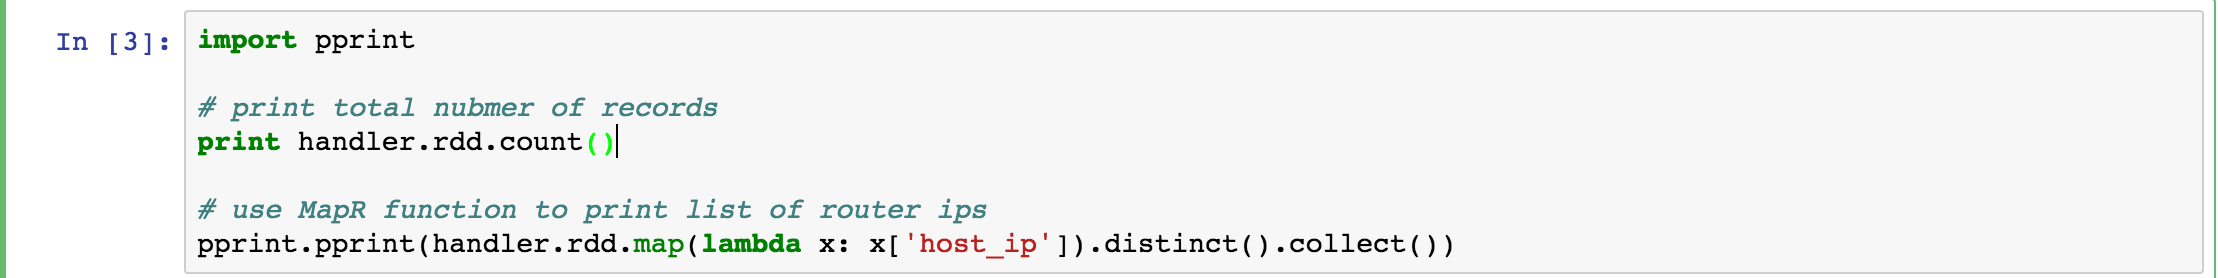 In [3]:
import pprint
# print total nubmer of records
print handler.rdd.count()
# use MapR function to print list of router ips
pprint.pprint(handler.rdd.map(lambda x: x['host_ip']).distinct().collect())